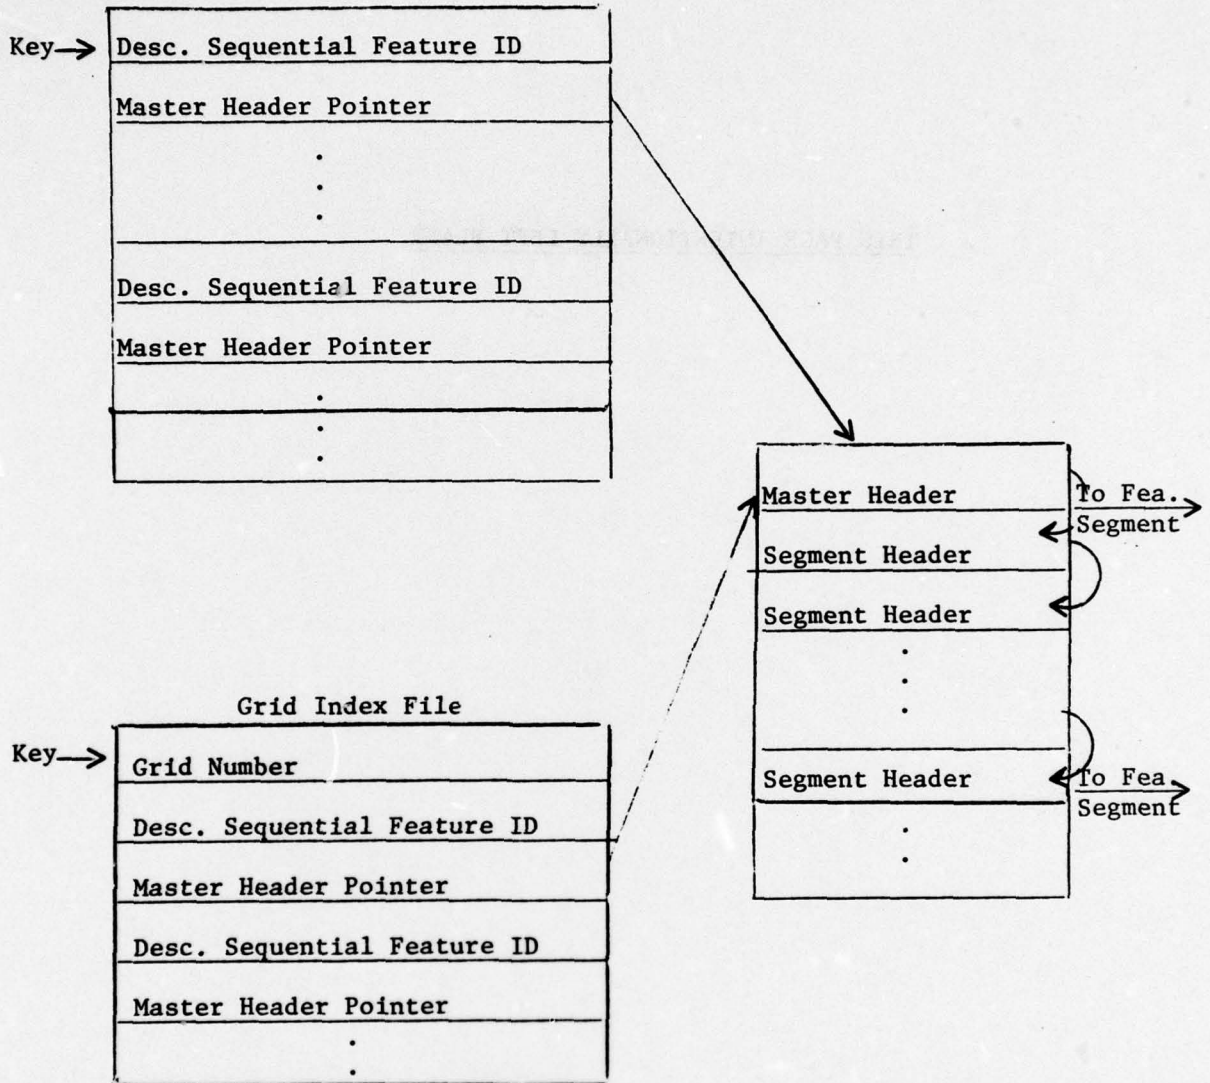 Key
Desc. Sequential Feature ID
Master Header Pointer
Desc. Sequential Feature ID
Master Header Pointer
Master Header
To Fea.
Segment
Segment Header
Segment Header
Segment Header
To Fea
Segment
Grid Index File
Key
Grid Number
Desc. Sequential Feature ID
Master Header Pointer
Desc. Sequential Feature ID
Master Header Pointer